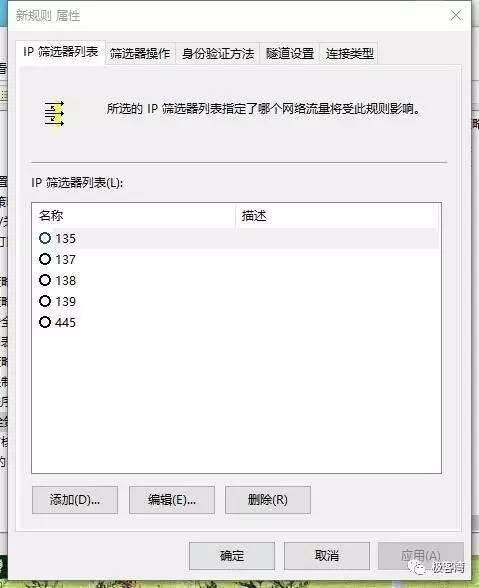 新规则 属性
IP 筛选器列表 筛选器操作 身份验证方法 隧道设置 连接类型
所选的 IP 筛选器列表指定了哪个网络流量将受此规则影响。
IP 筛选器列表(L):
名称 描述
135
137
138
139
445
添加(D)... 编辑(E)... 删除(R)
确定 取消 应用(A)
极客湾